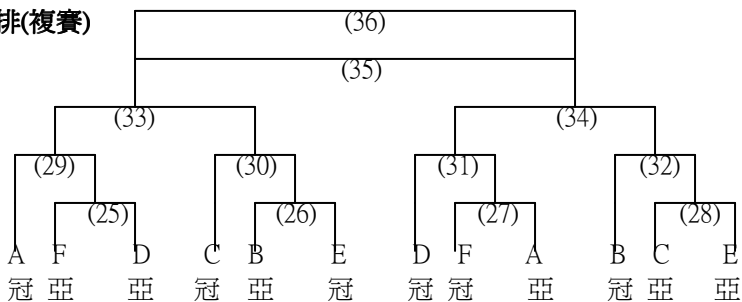 排(複賽)
(36)
(35)
(33) (34)
(29) (30) (31) (32)
(25) (26) (27) (28)
A F D C B E D F A B C E
冠 亞 亞 冠 亞 冠 冠 冠 亞 冠 亞 亞